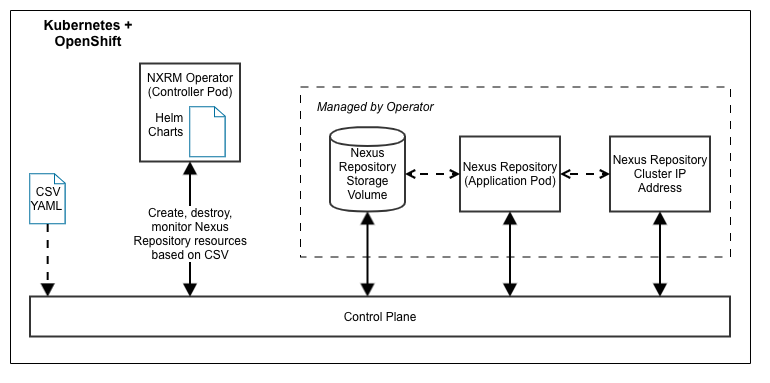 Kubernetes +
OpenShift
NXRM Operator
(Controller Pod)
Helm
Charts
Managed by Operator
Nexus
Repository
Storage
Volume
Nexus Repository
(Application Pod)
Nexus Repository
Cluster IP
Address
CSV
YAML
Create, destroy,
monitor Nexus
Repository resources
based on CSV
Control Plane